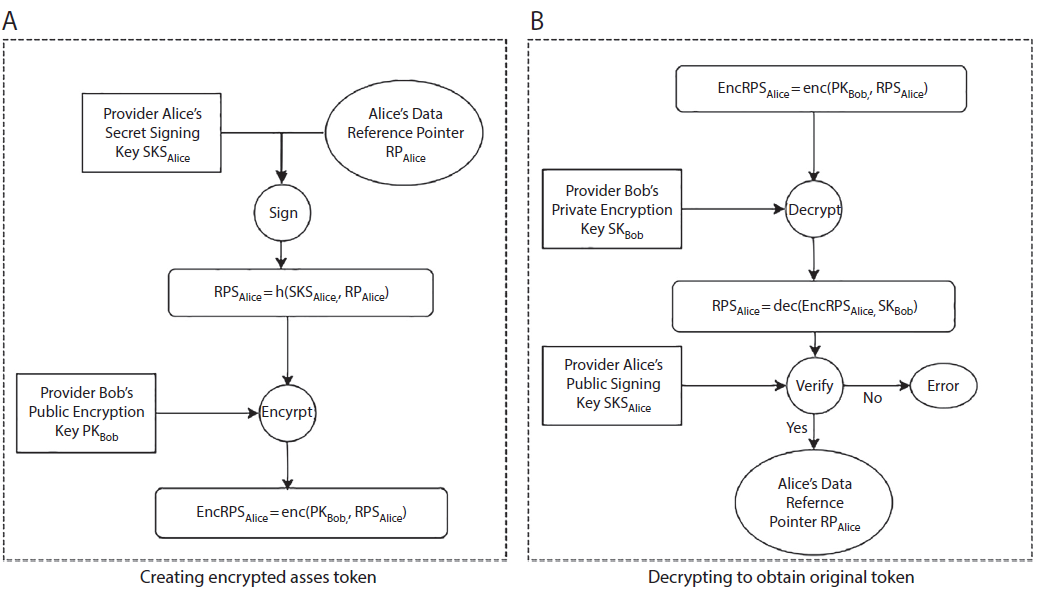 A
Provider Alice's
Secret Signing
Key SKSAlice
Alice's Data
Reference Pointer
RPAlice
Sign
RPSAlice = h(SKSAlice, RPAlice)
Provider Bob's
Public Encryption
Key PKBob
Encyrpt
EncRPSAlice = enc(PKBob, RPSAlice)
Creating encrypted asses token
B
EncRPSAlice = enc(PKBob, RPSAlice)
Provider Bob's
Private Encryption
Key SKBob
Decrypt
RPSAlice = dec(EncRPSAlice, SKBob)
Provider Alice's
Public Signing
Key SKSAlice
Verify
No
Error
Yes
Alice's Data
Refernce
Pointer RPAlice
Decrypting to obtain original token